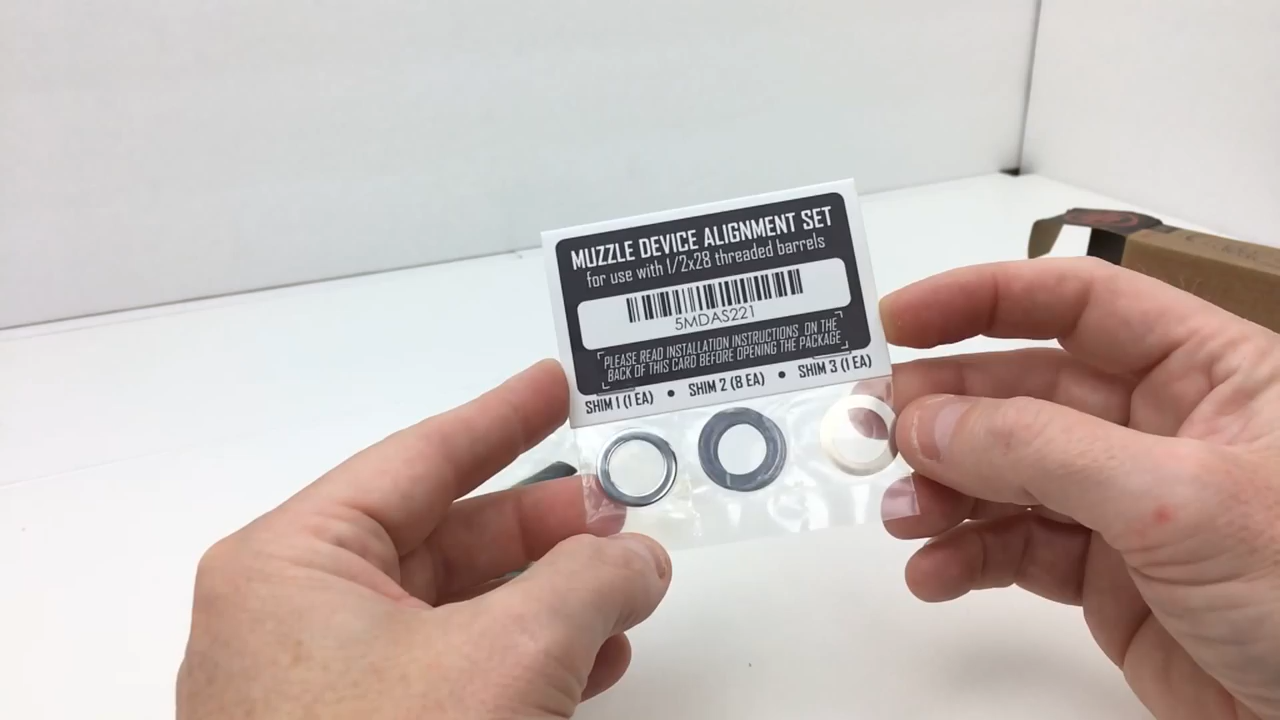 MUZZLE DEVICE ALIGNMENT SET
for use with 1/2x28 threaded barrels
5MDAS221
PLEASE READ INSTALLATION INSTRUCTIONS ON THE
BACK OF THIS CARD BEFORE OPENING THE PACKAGE
SHIM 1 (1 EA) • SHIM 2 (8 EA) • SHIM 3 (1 EA)